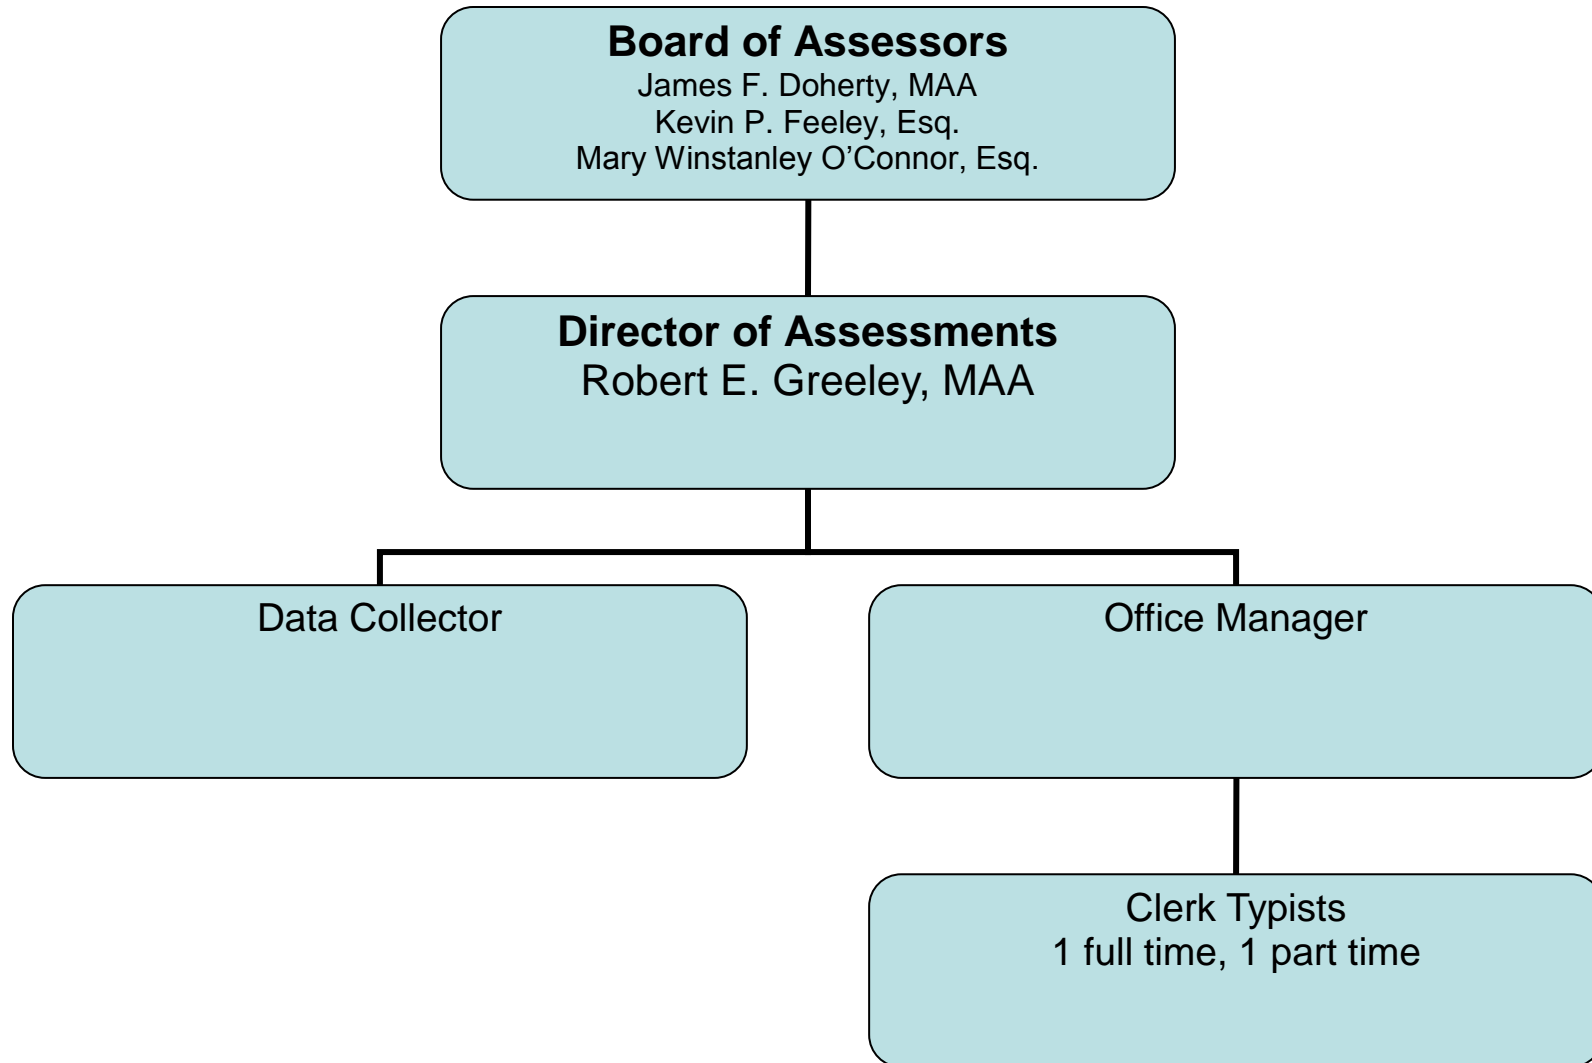 Board of Assessors
James F. Doherty, MAA
Kevin P. Feeley, Esq.
Mary Winstanley O’Connor, Esq.
Director of Assessments
Robert E. Greeley, MAA
Data Collector
Office Manager
Clerk Typists
1 full time, 1 part time